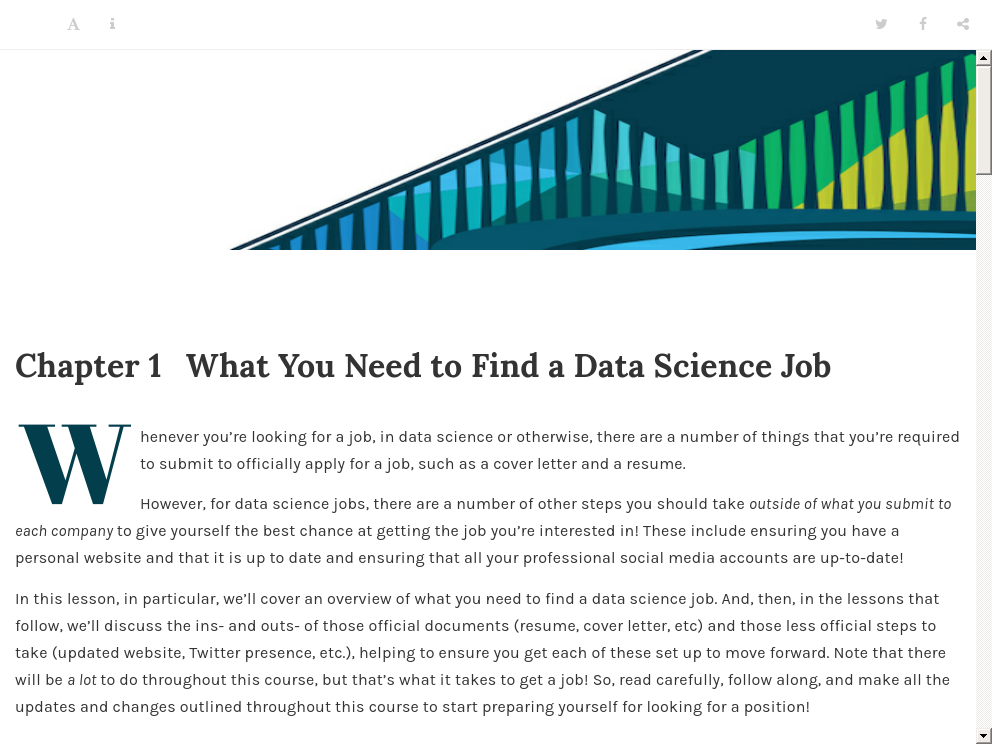 Chapter 1 What You Need to Find a Data Science Job
Whenever you're looking for a job, in data science or otherwise, there are a number of things that you're required
to submit to officially apply for a job, such as a cover letter and a resume.
However, for data science jobs, there are a number of other steps you should take outside of what you submit to
each company to give yourself the best chance at getting the job you're interested in! These include ensuring you have a
personal website and that it is up to date and ensuring that all your professional social media accounts are up-to-date!
In this lesson, in particular, we'll cover an overview of what you need to find a data science job. And, then, in the lessons that
follow, we'll discuss the ins- and outs- of those official documents (resume, cover letter, etc) and those less official steps to
take (updated website, Twitter presence, etc.), helping to ensure you get each of these set up to move forward. Note that there
will be a lot to do throughout this course, but that's what it takes to get a job! So, read carefully, follow along, and make all the
updates and changes outlined throughout this course to start preparing yourself for looking for a position!